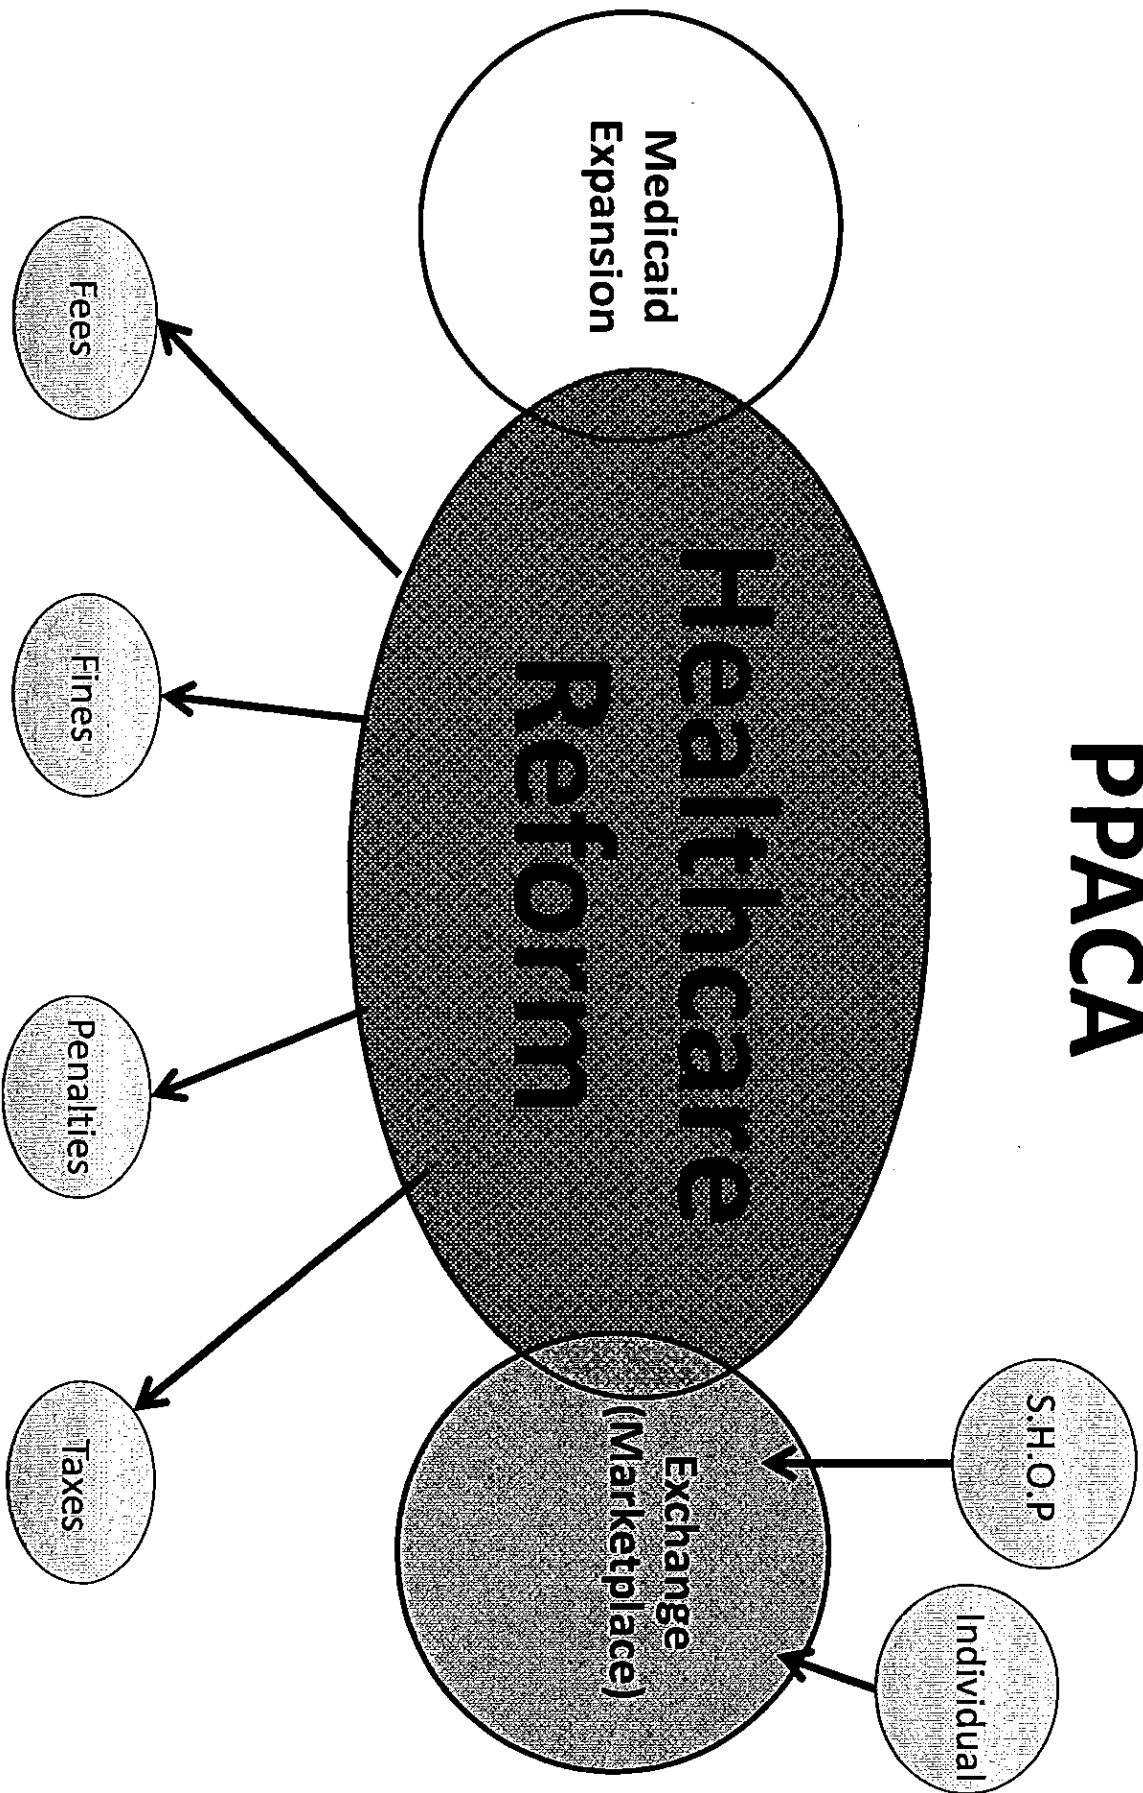 PPACA
S.H.O.P
Individual
Medicaid
Expansion
Healthcare
Reform
Exchange
(Marketplace)
Fees
Fines
Penalties
Taxes